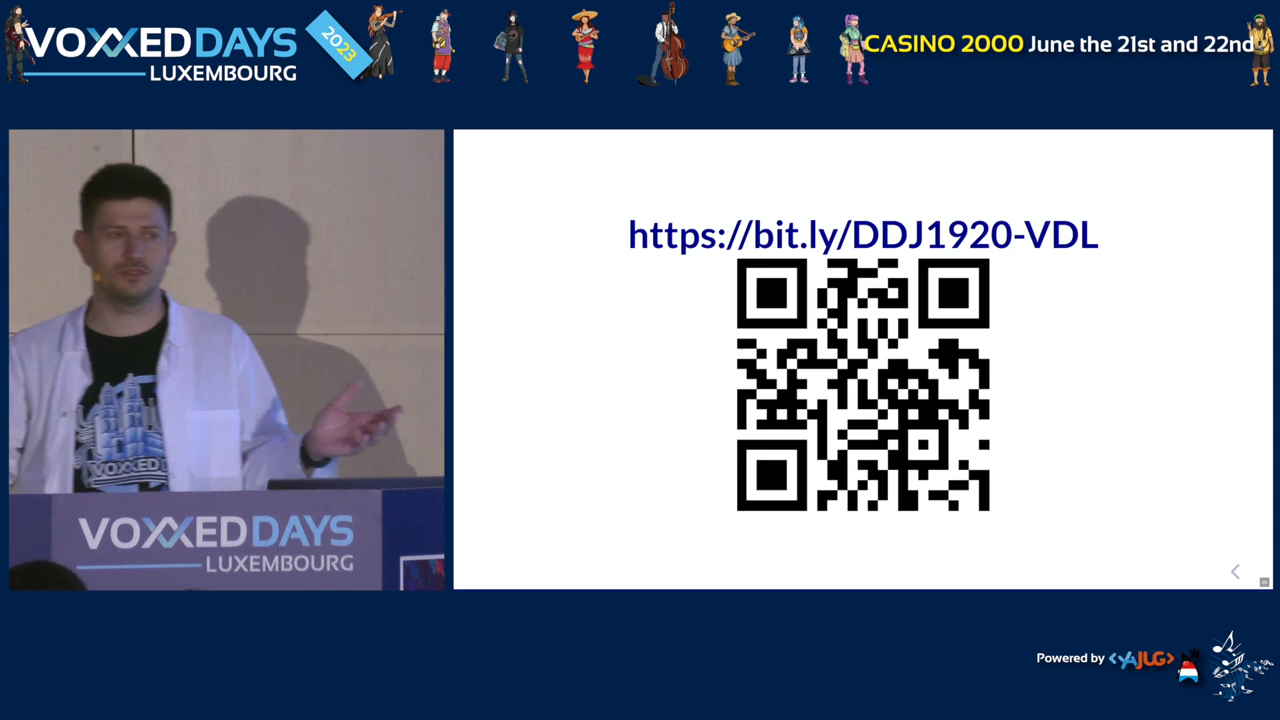 VOXXED DAYS
LUXEMBOURG
2023
CASINO 2000 June the 21st and 22nd
https://bit.ly/DDJ1920-VDL
VOXXED
VOXXED DAYS
LUXEMBOURG
Powered by <YAJUG>